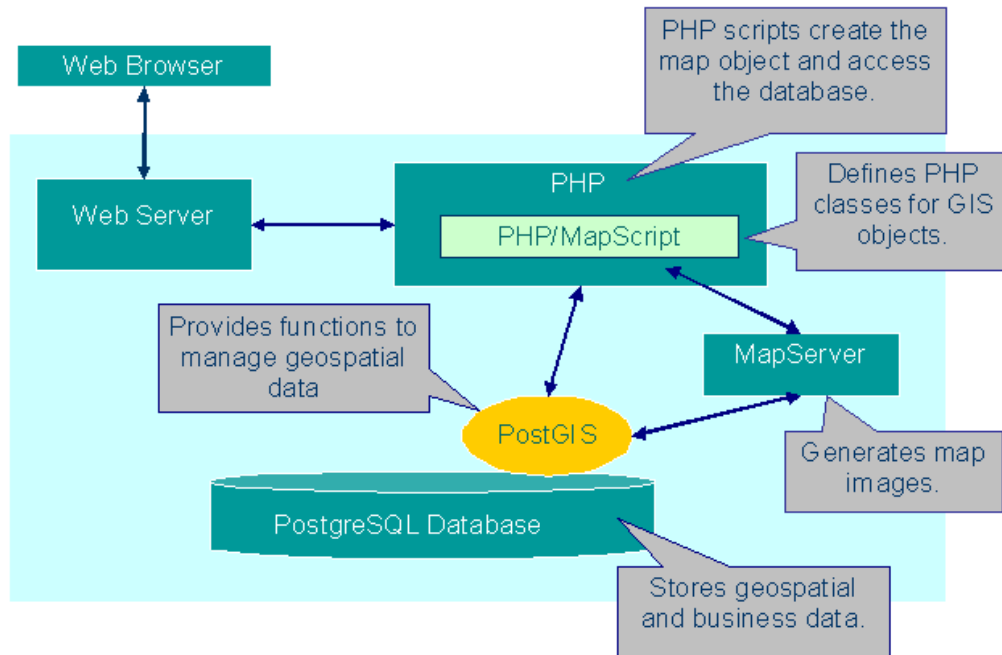 PHP scripts create the
map object and access
the database.
Web Browser
Web Server
PHP
PHP/MapScript
Defines PHP
classes for GIS
objects.
Provides functions to
manage geospatial
data
MapServer
PostGIS
Generates map
images.
PostgreSQL Database
Stores geospatial
and business data.